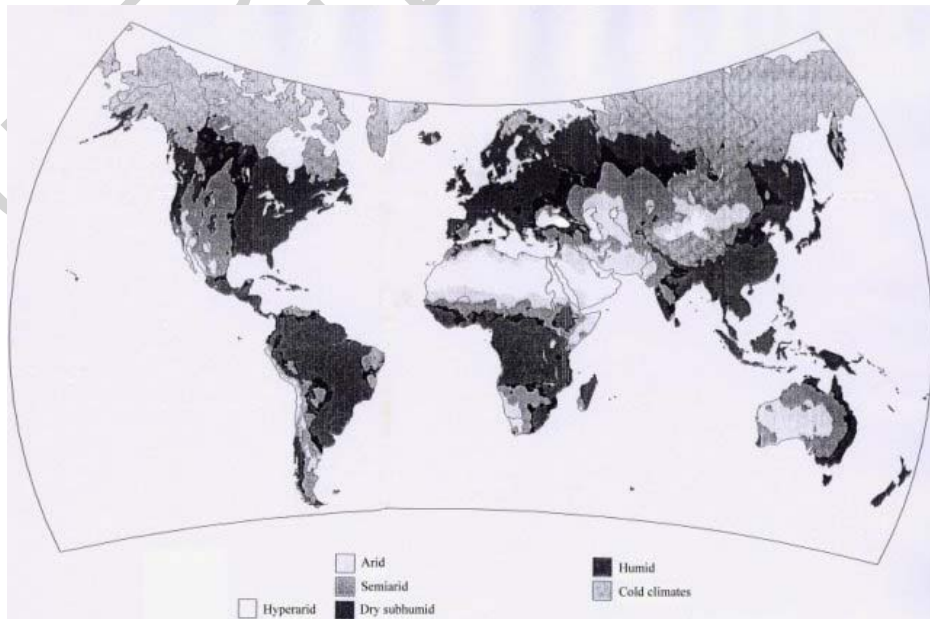 Arid
Semiarid
Hyperarid
Dry subhumid
Humid
Cold climates